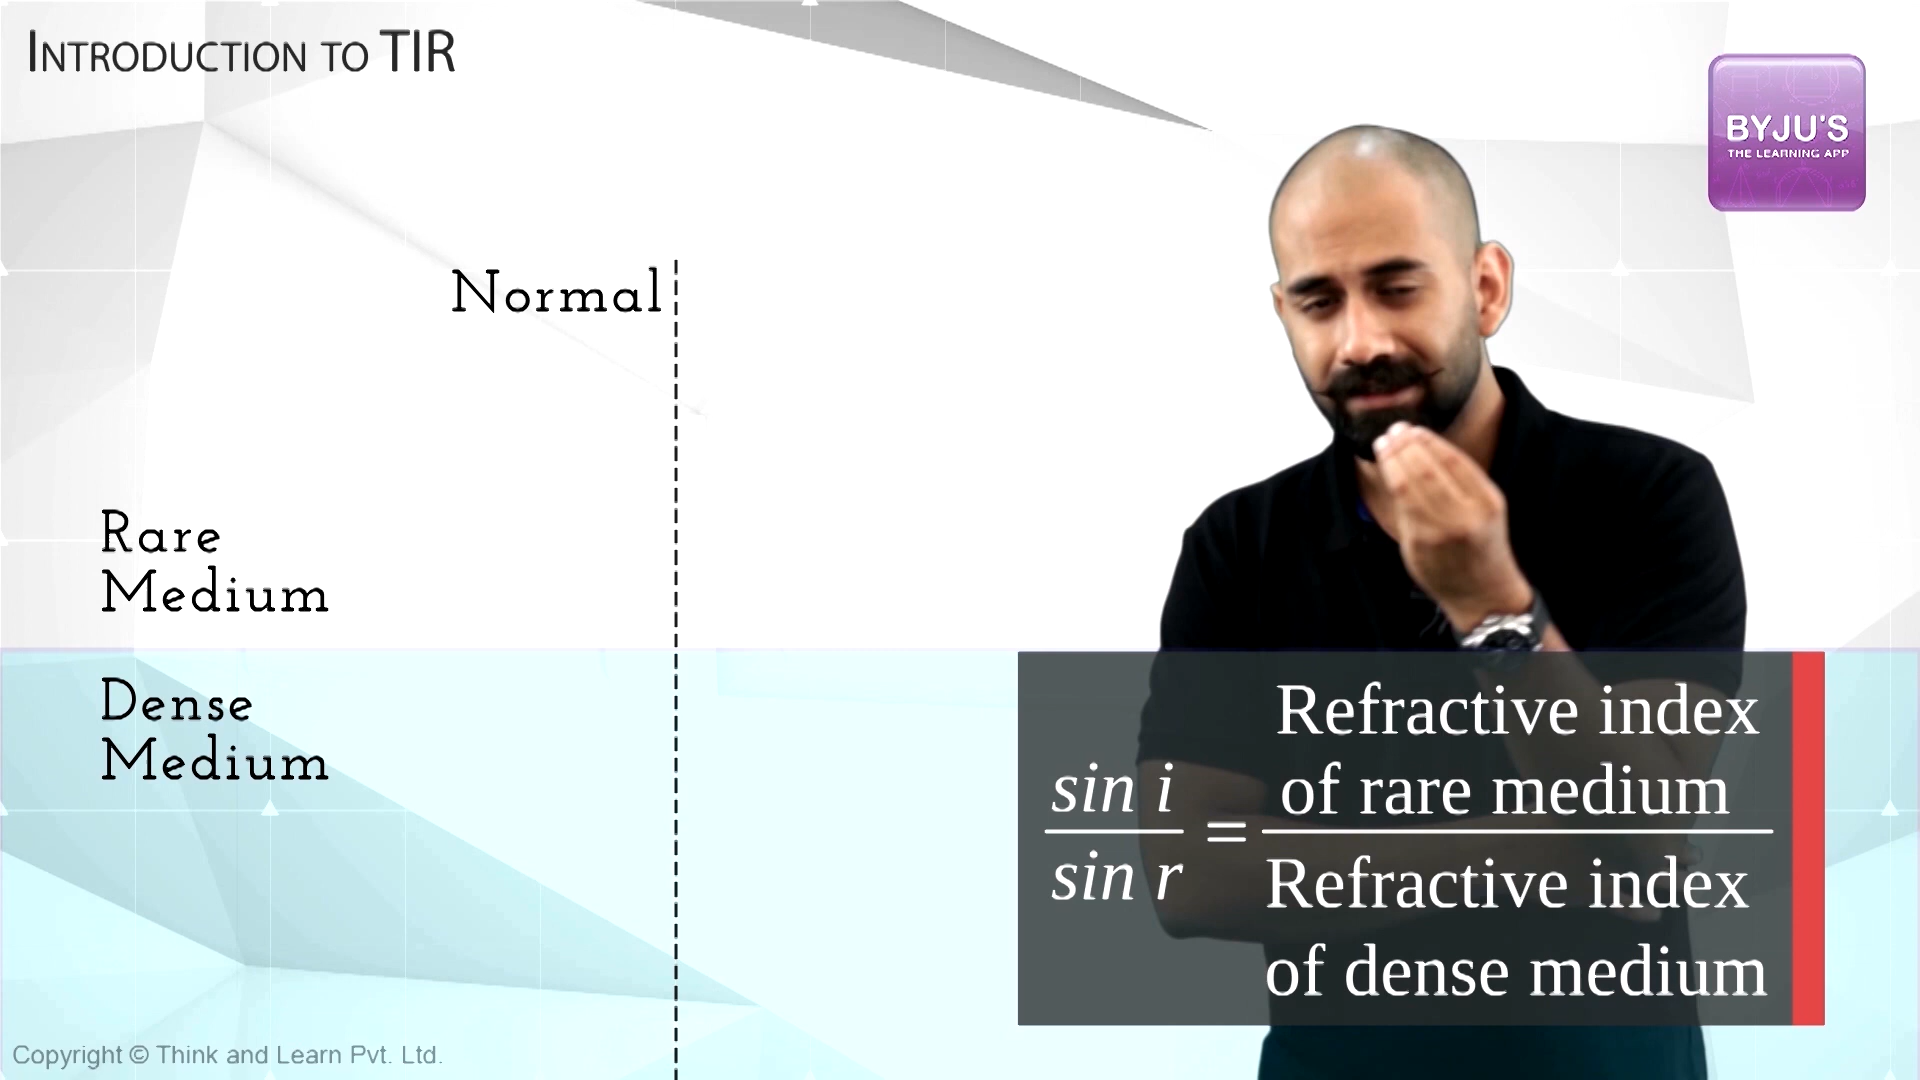 INTRODUCTION TO TIR
BYJU'S
THE LEARNING APP
Normal
Rare
Medium
Dense
Medium
sin i
sin r
=
Refractive index
of rare medium
Refractive index
of dense medium
Copyright © Think and Learn Pvt. Ltd.